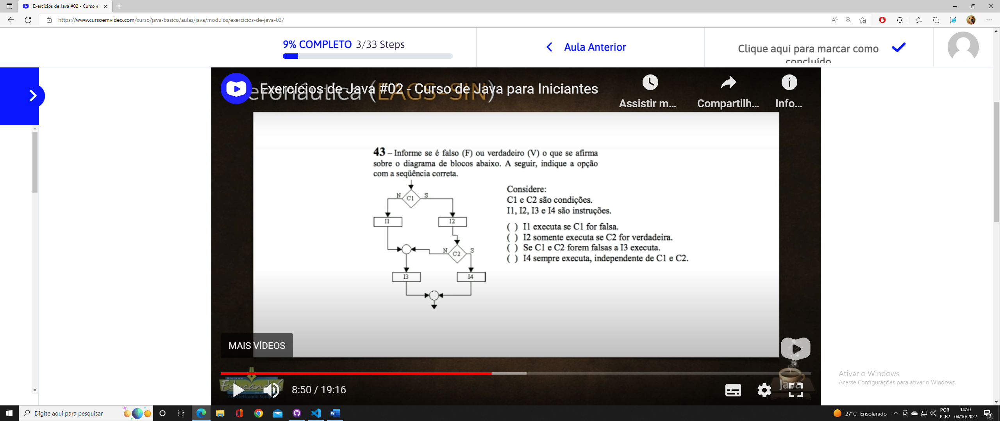 Exercícios de Java #02 - Curso en
https://www.cursoemvideo.com/curso/java-basico/aulas/java/modulos/exercicios-de-java-02/
9% COMPLETO 3/33 Steps
Aula Anterior
Clique aqui para marcar como
concluído
eronáutica (EAGS-SIN)
Exercícios de Java #02 - Curso de Java para Iniciantes
Assistir m...
Compartilh...
Info...
43 – Informe se é falso (F) ou verdadeiro (V) o que se afirma
sobre o diagrama de blocos abaixo. A seguir, indique a opção
com a seqüência correta.
N C1 S
I1 I2
N C2 S
I3 I4
Considere:
C1 e C2 são condições.
I1, I2, I3 e I4 são instruções.
( ) I1 executa se C1 for falsa.
( ) I2 somente executa se C2 for verdadeira.
( ) Se C1 e C2 forem falsas a I3 executa.
( ) I4 sempre executa, independente de C1 e C2.
MAIS VÍDEOS
Sistema
Educandus
Concretizando
Java
8:50 / 19:16
Ativar o Windows
Acesse Configurações para ativar o Windows.
Digite aqui para pesquisar
27°C Ensolarado
POR
PTB2
14:50
04/10/2022
3